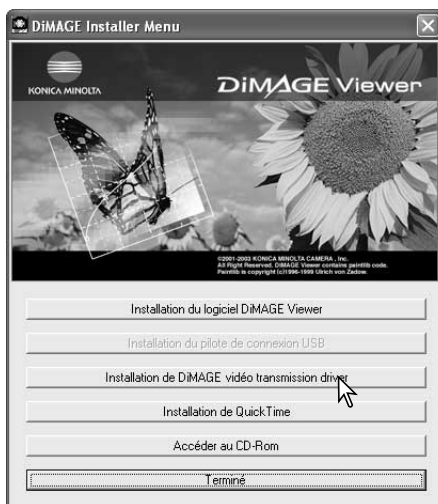 DiMAGE Installer Menu
KONICA MINOLTA
DiMAGE Viewer
©2001-2003 KONICA MINOLTA CAMERA , Inc.
All Right Reserved. DiMAGE Viewer contains paintlib code.
Paintlib is copyright (c)1996-1999 Ulrich von Zadow.
Installation du logiciel DiMAGE Viewer
Installation du pilote de connexion USB
Installation de DiMAGE vidéo transmission driver
Installation de QuickTime
Accéder au CD-Rom
Terminé